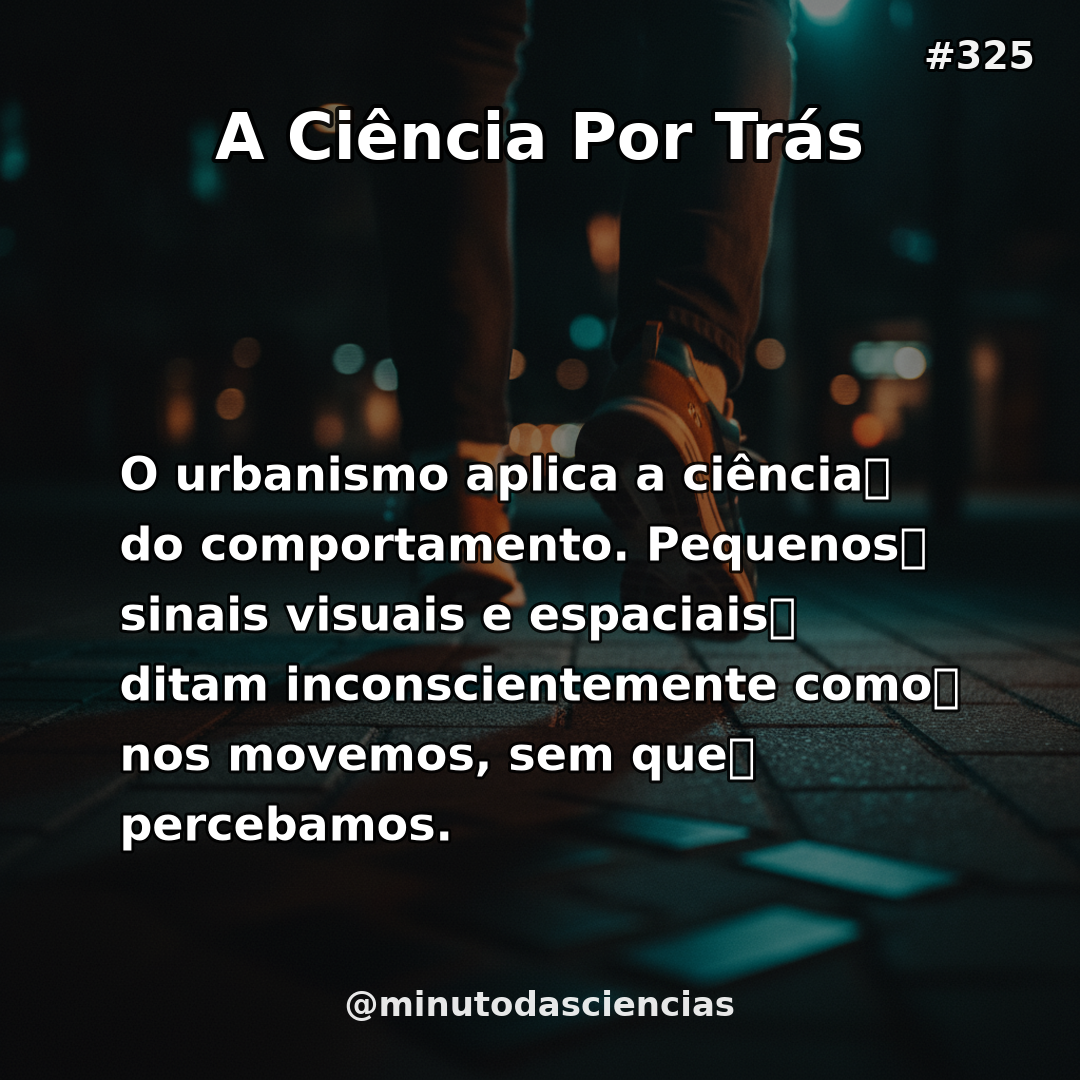 #325
A Ciência Por Trás
O urbanismo aplica a ciência▯
do comportamento. Pequenos▯
sinais visuais e espaciais▯
ditam inconscientemente como▯
nos movemos, sem que▯
percebamos.
@minutodasciencias